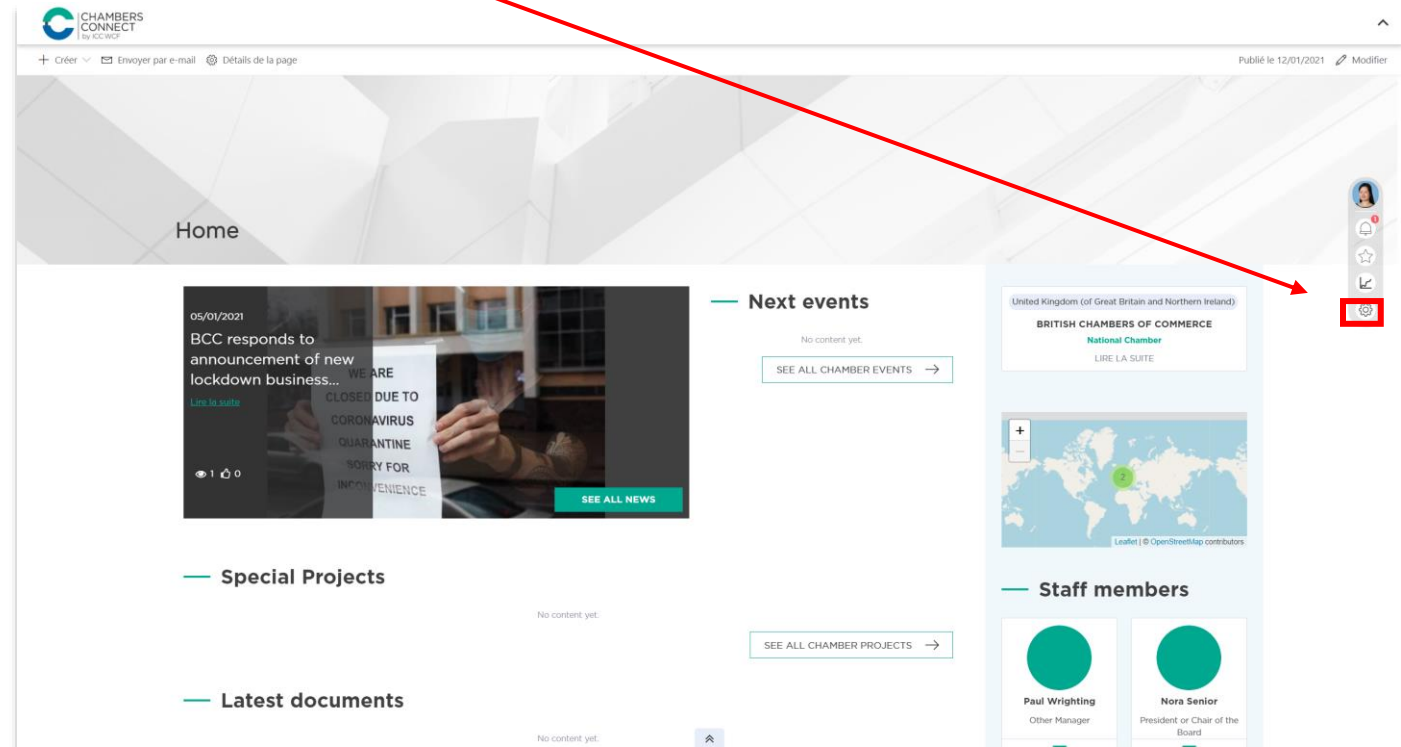 CHAMBERS
CONNECT
by ICC WCF
Créer
Envoyer par e-mail
Détails de la page
Publié le 12/01/2021
Modifier
Home
05/01/2021
BCC responds to
announcement of new
lockdown business...
Lire la suite
1 0
WE ARE
CLOSED DUE TO
CORONAVIRUS
QUARANTINE
SORRY FOR
INCONVENIENCE
SEE ALL NEWS
Next events
No content yet.
SEE ALL CHAMBER EVENTS
1
United Kingdom (of Great Britain and Northern Ireland)
BRITISH CHAMBERS OF COMMERCE
National Chamber
LIRE LA SUITE
+
−
2
Leaflet | © OpenStreetMap contributors
Special Projects
No content yet.
SEE ALL CHAMBER PROJECTS
Latest documents
No content yet.
Staff members
Paul Wrighting
Other Manager
Nora Senior
President or Chair of the
Board